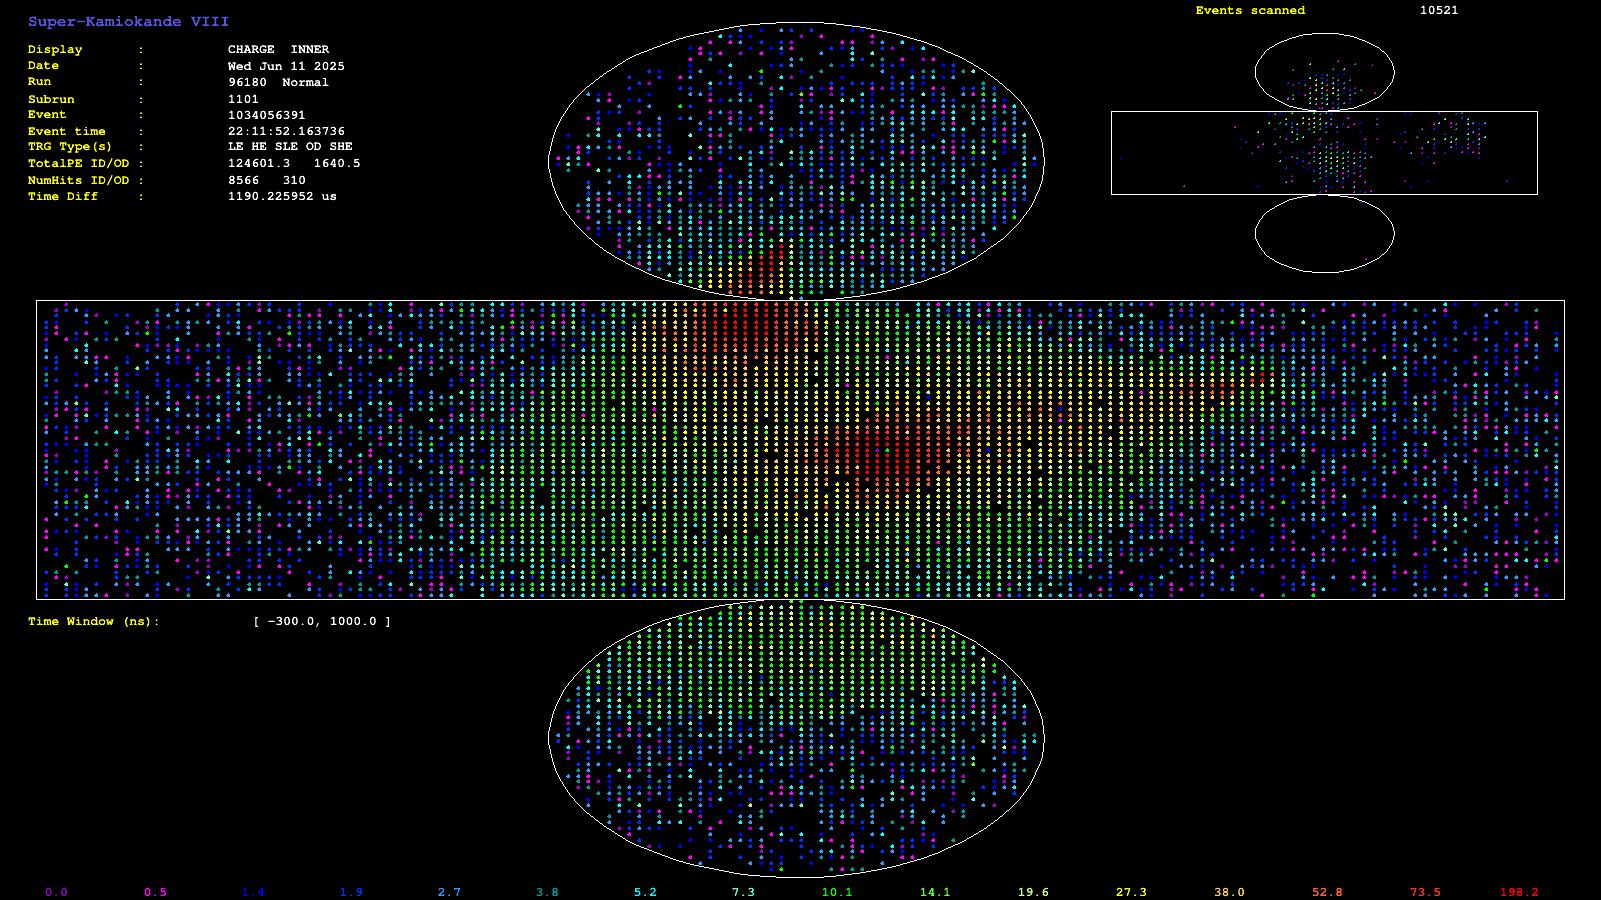 Super-Kamiokande VIII
Events scanned 10521
Display : CHARGE INNER
Date : Wed Jun 11 2025
Run : 96180 Normal
Subrun : 1101
Event : 1034056391
Event time : 22:11:52.163736
TRG Type(s) : LE HE SLE OD SHE
TotalPE ID/OD : 124601.3 1640.5
NumHits ID/OD : 8566 310
Time Diff : 1190.225952 us
Time Window (ns): [ -300.0, 1000.0 ]
0.0 0.5 1.4 1.9 2.7 3.8 5.2 7.3 10.1 14.1 19.6 27.3 38.0 52.8 73.5 198.2